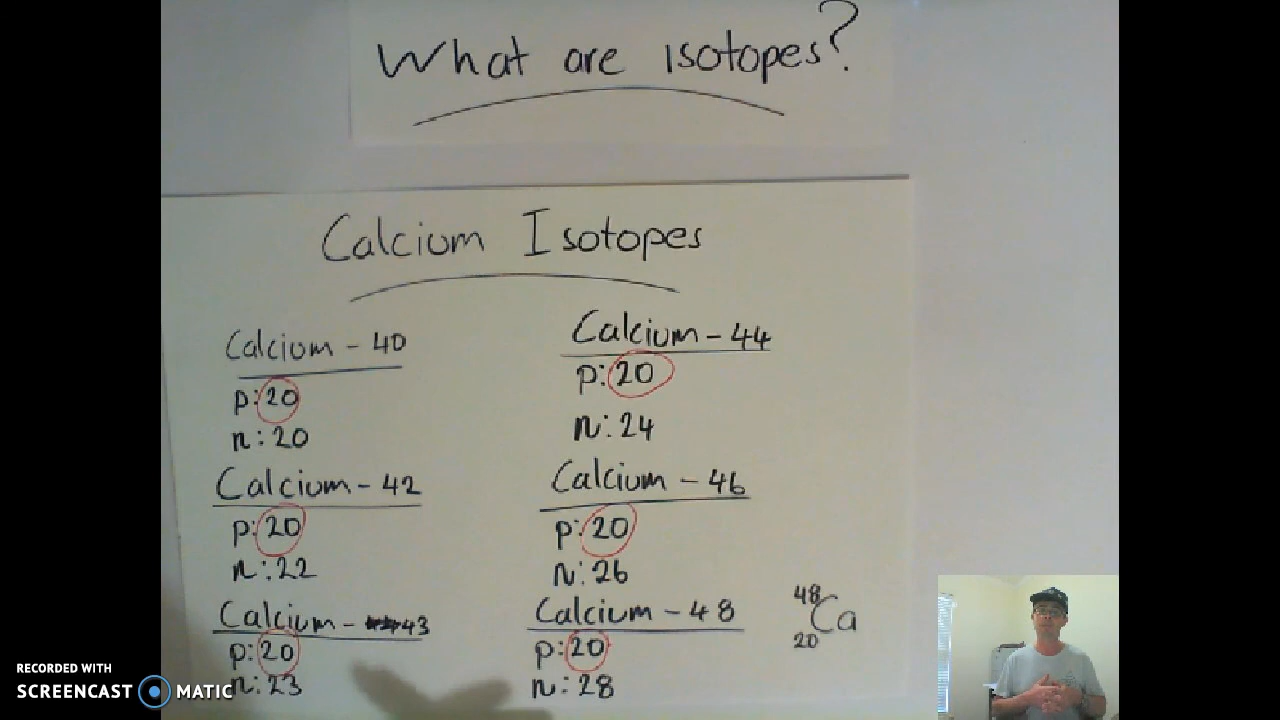 What are isotopes?
Calcium Isotopes
Calcium - 40
p: 20
n: 20
Calcium - 42
p: 20
n: 22
Calcium - 43
p: 20
n: 23
Calcium - 44
p: 20
n: 24
Calcium - 46
p: 20
n: 26
Calcium - 48
p: 20
n: 28
48
Ca
20
RECORDED WITH
SCREENCAST MATIC